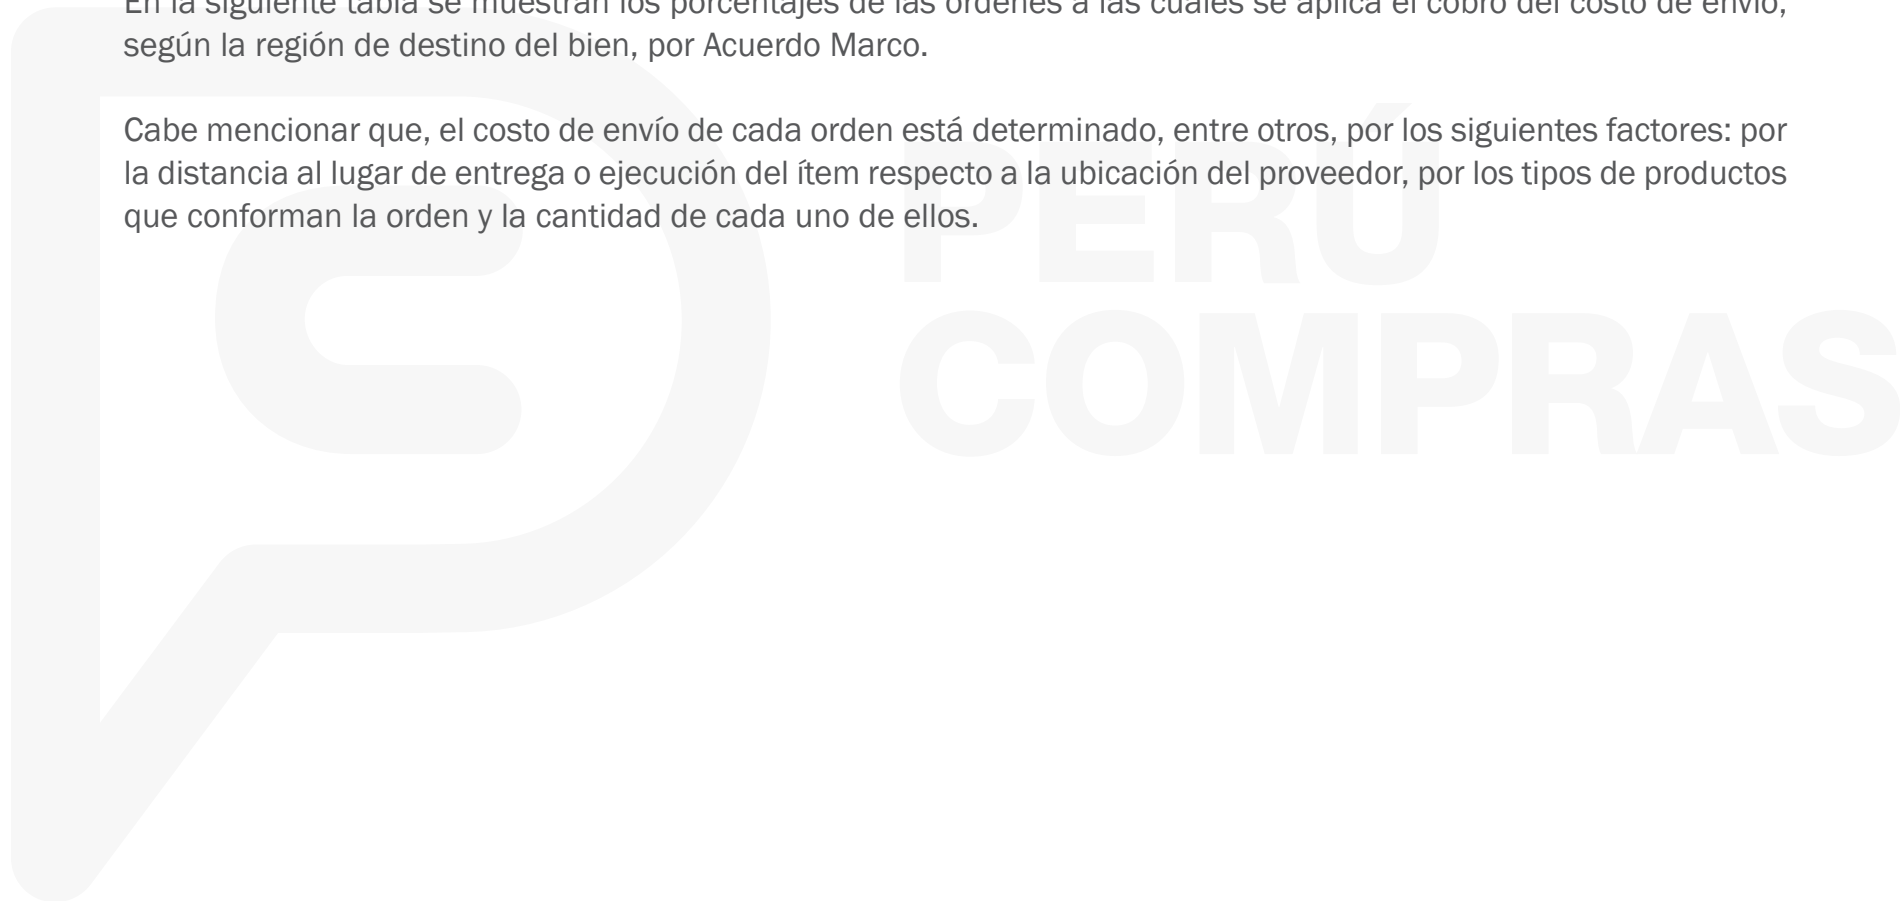 En la siguiente tabla se muestran los porcentajes de las órdenes a las cuales se aplica el cobro del costo de envío,
según la región de destino del bien, por Acuerdo Marco.
Cabe mencionar que, el costo de envío de cada orden está determinado, entre otros, por los siguientes factores: por
la distancia al lugar de entrega o ejecución del ítem respecto a la ubicación del proveedor, por los tipos de productos
que conforman la orden y la cantidad de cada uno de ellos.
PERÚ
COMPRAS